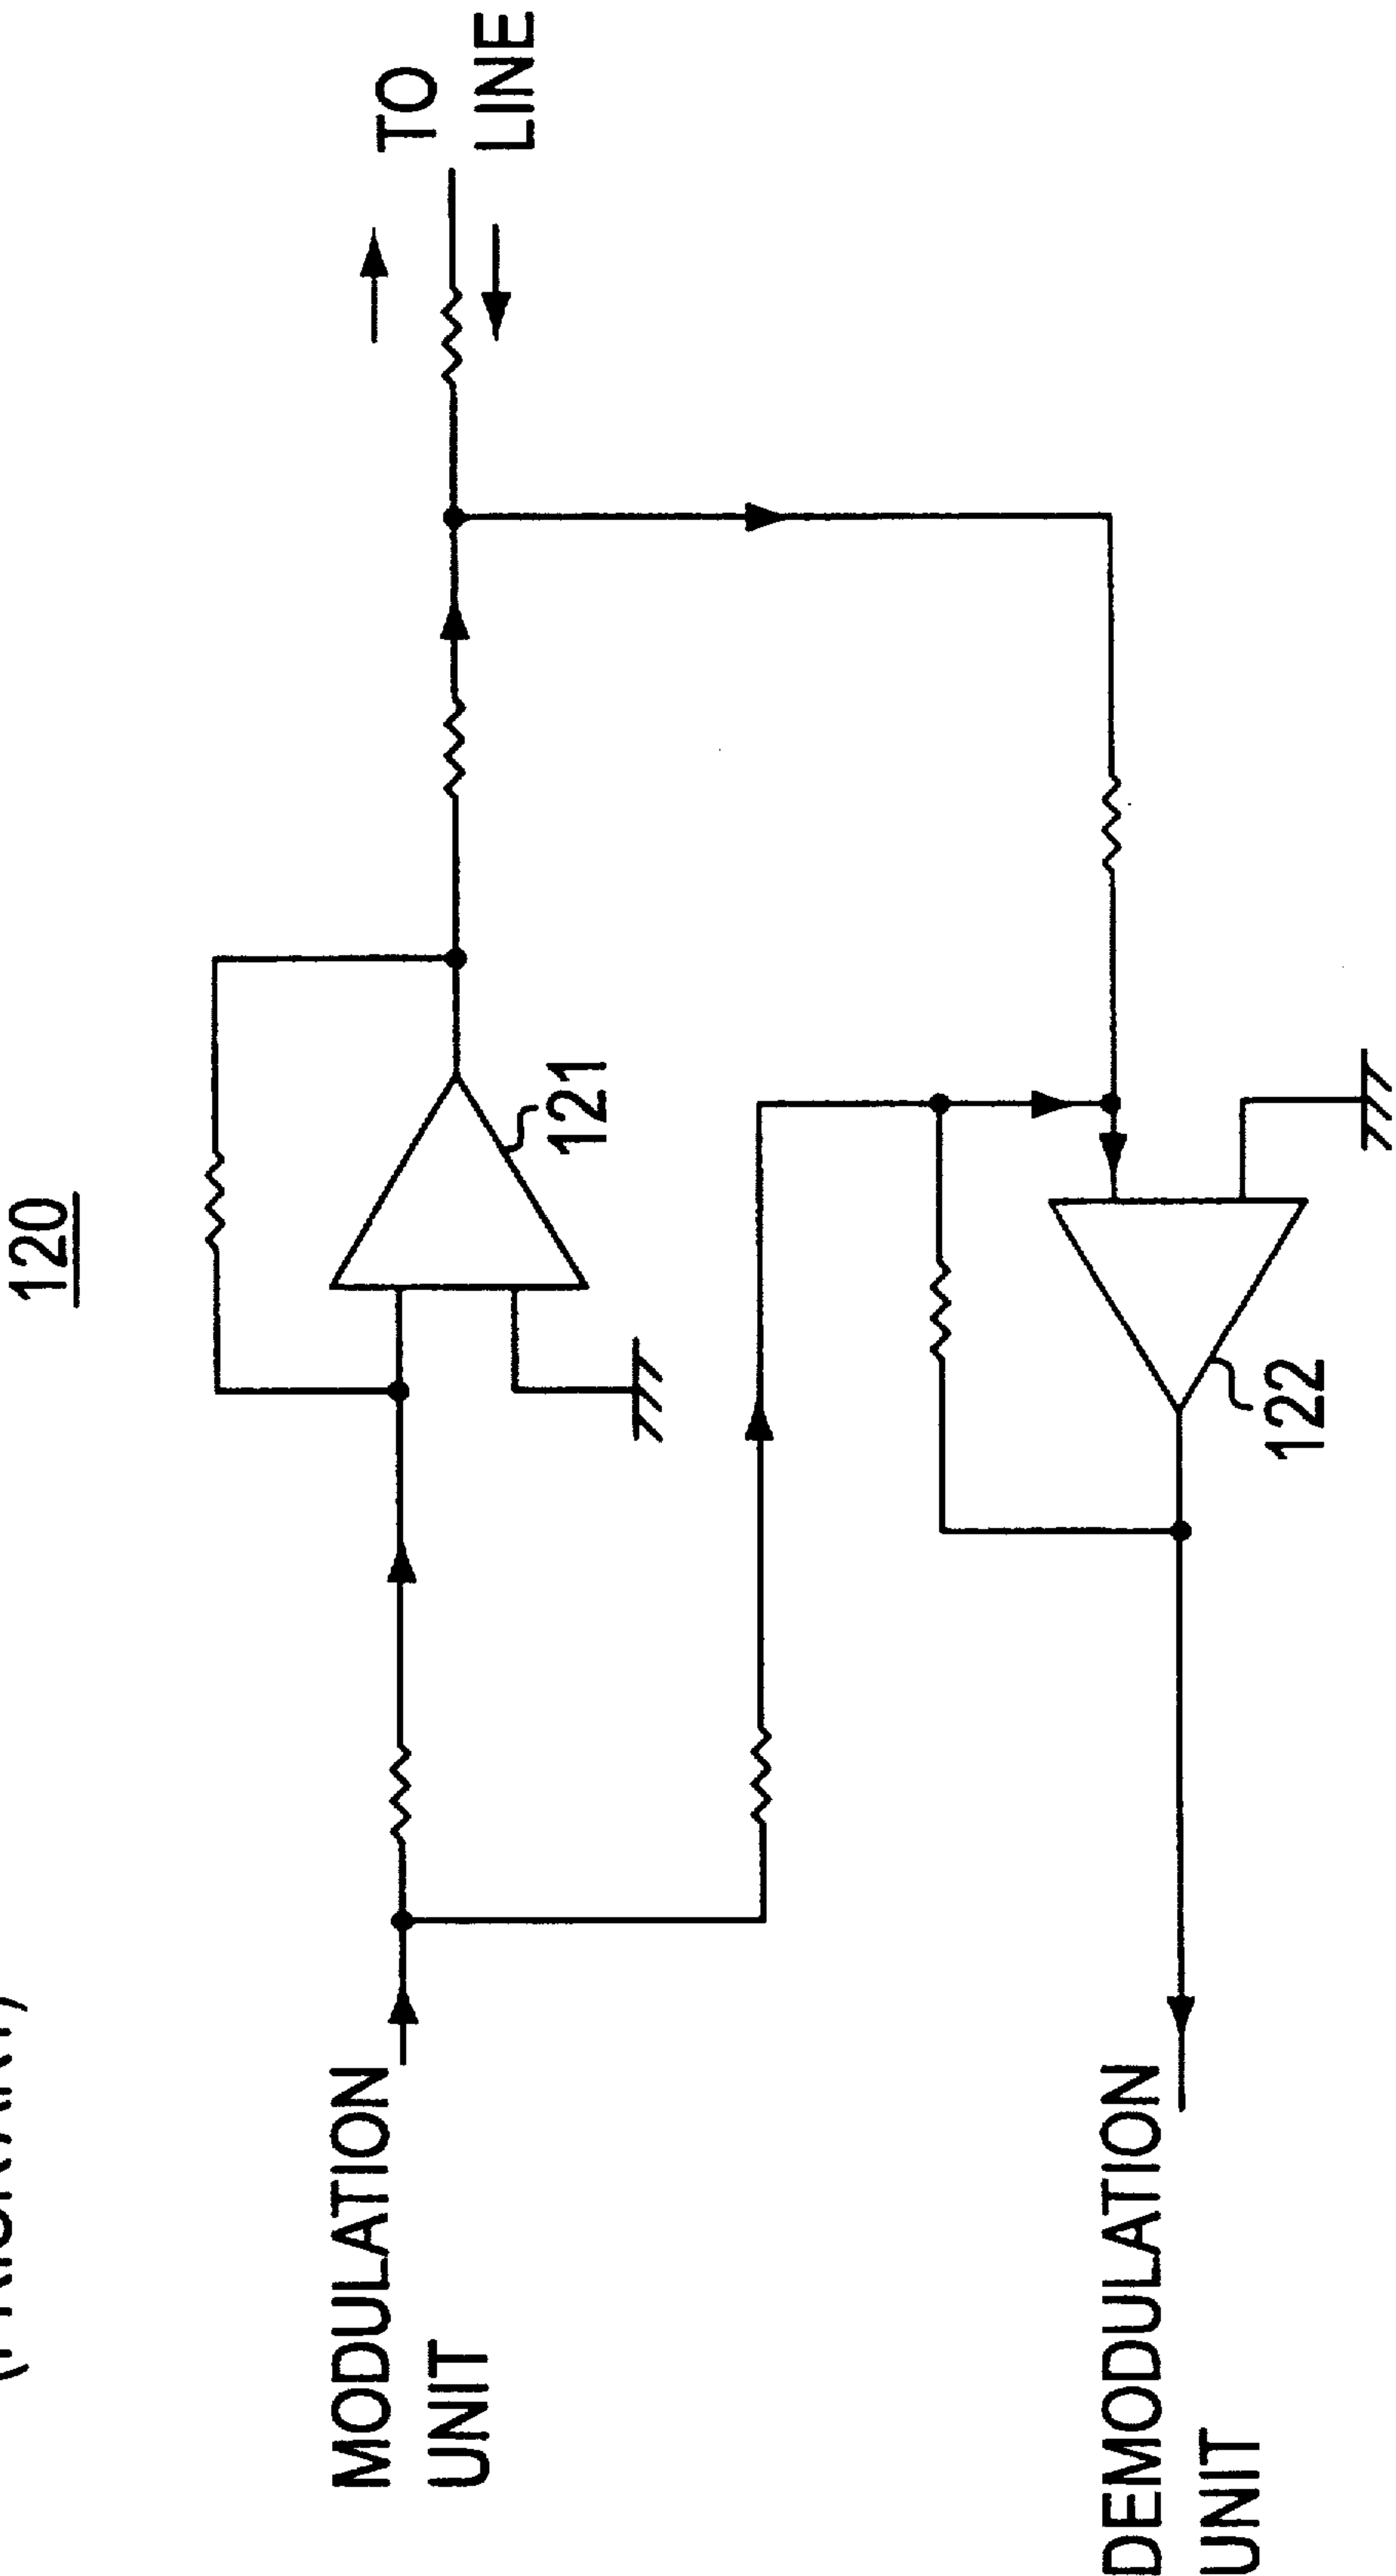 (PRIOR ART)
120
MODULATION
UNIT
TO
LINE
121
122
DEMODULATION
UNIT